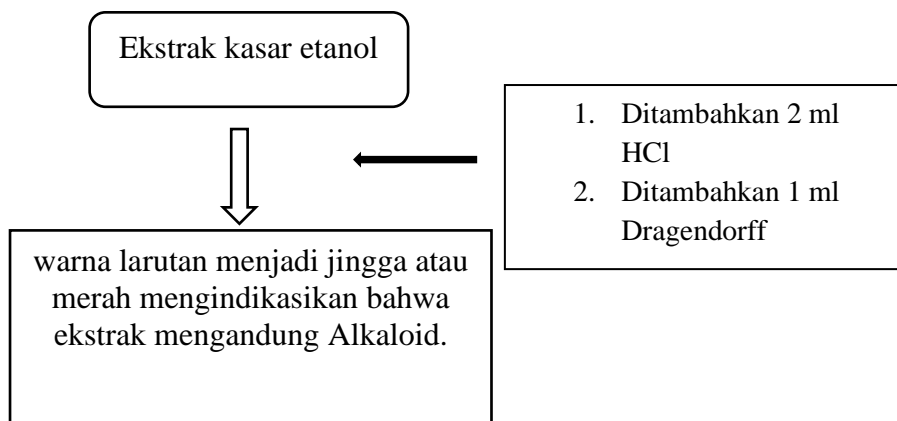 Ekstrak kasar etanol
1. Ditambahkan 2 ml
HCl
2. Ditambahkan 1 ml
Dragendorff
warna larutan menjadi jingga atau
merah mengindikasikan bahwa
ekstrak mengandung Alkaloid.